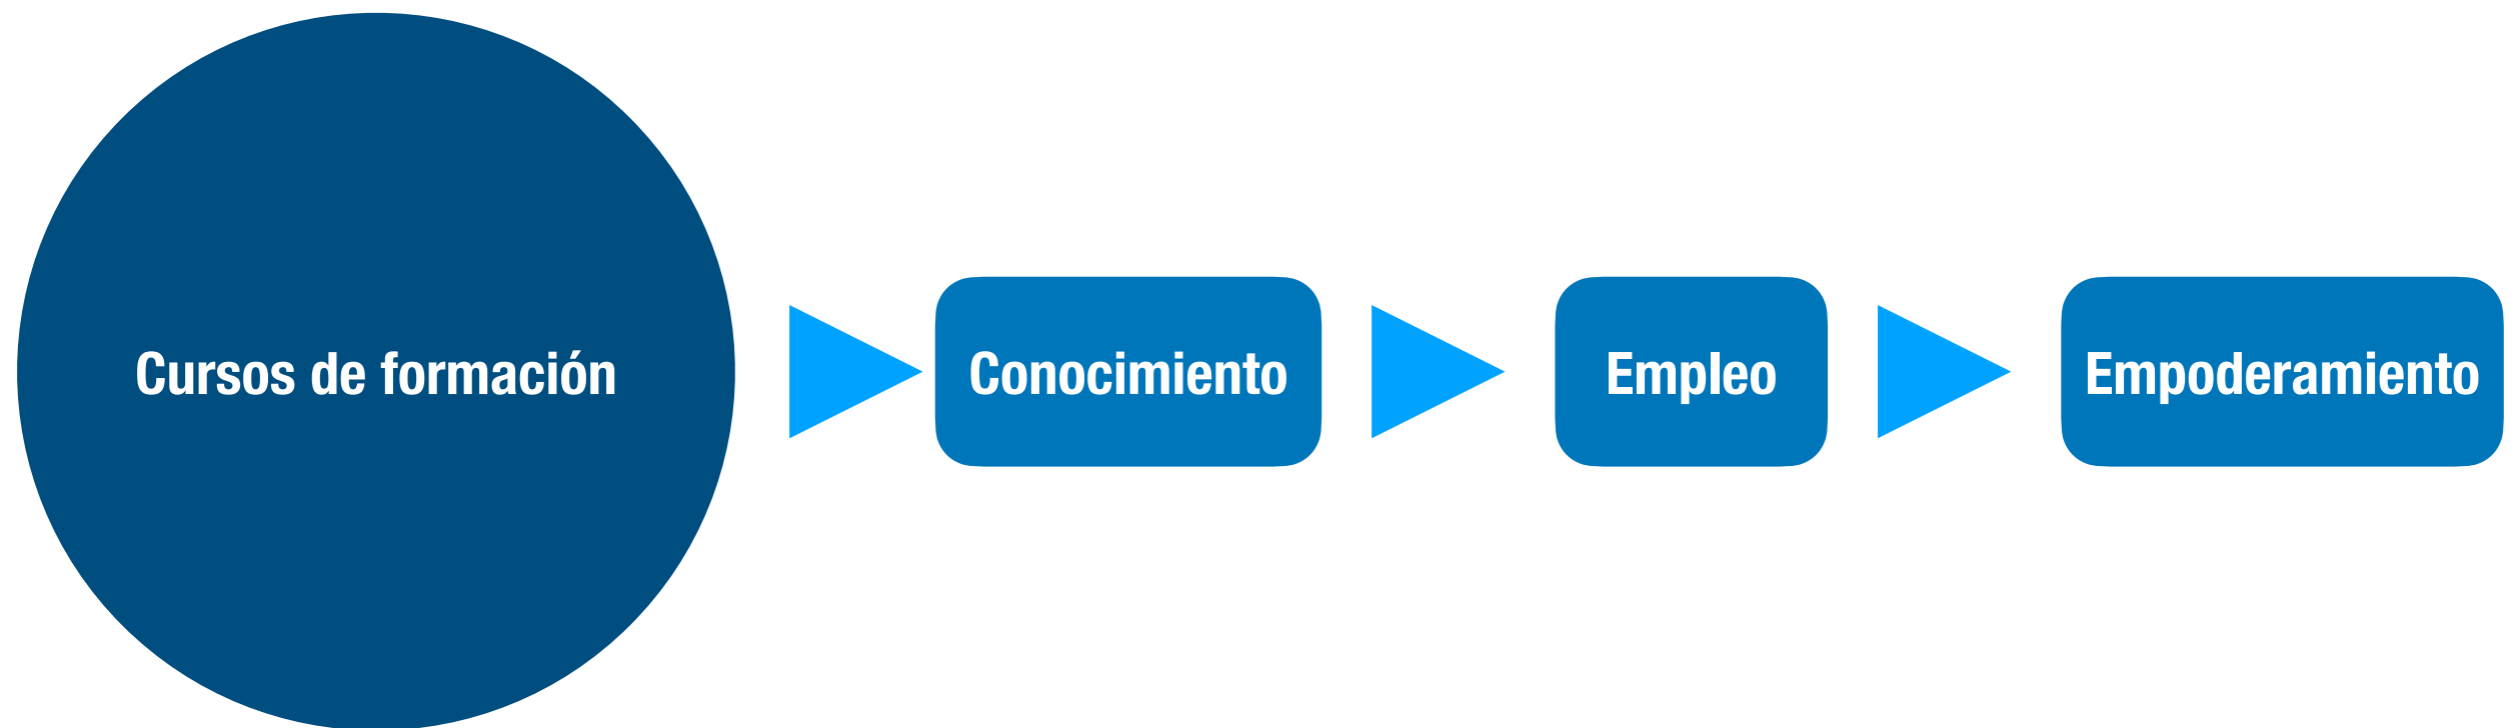 Cursos de formación
Conocimiento
Empleo
Empoderamiento